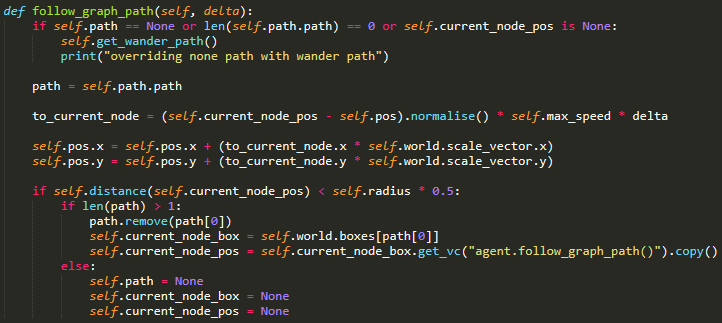 def follow_graph_path(self, delta):
    if self.path == None or len(self.path.path) == 0 or self.current_node_pos is None:
        self.get_wander_path()
        print("overriding none path with wander path")
    path = self.path.path
    to_current_node = (self.current_node_pos - self.pos).normalise() * self.max_speed * delta
    self.pos.x = self.pos.x + (to_current_node.x * self.world.scale_vector.x)
    self.pos.y = self.pos.y + (to_current_node.y * self.world.scale_vector.y)
    if self.distance(self.current_node_pos) < self.radius * 0.5:
        if len(path) > 1:
            path.remove(path[0])
            self.current_node_box = self.world.boxes[path[0]]
            self.current_node_pos = self.current_node_box.get_vc("agent.follow_graph_path()").copy()
        else:
            self.path = None
            self.current_node_box = None
            self.current_node_pos = None